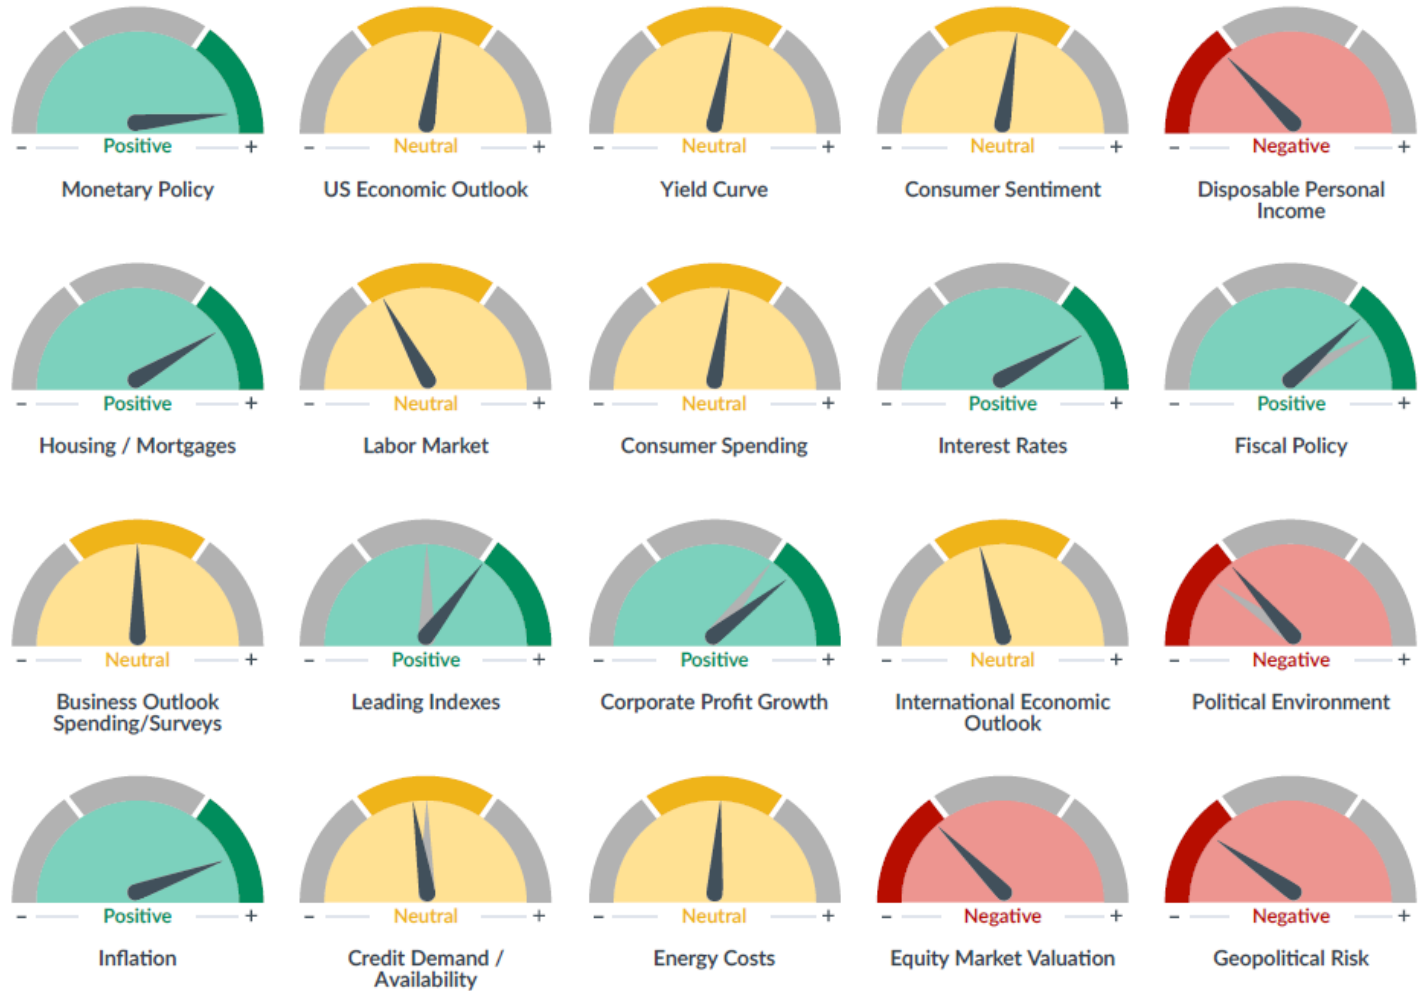 – Positive +
Monetary Policy
– Neutral +
US Economic Outlook
– Neutral +
Yield Curve
– Neutral +
Consumer Sentiment
– Negative +
Disposable Personal
Income
– Positive +
Housing / Mortgages
– Neutral +
Labor Market
– Neutral +
Consumer Spending
– Positive +
Interest Rates
– Positive +
Fiscal Policy
– Neutral +
Business Outlook
Spending/Surveys
– Positive +
Leading Indexes
– Positive +
Corporate Profit Growth
– Neutral +
International Economic
Outlook
– Negative +
Political Environment
– Positive +
Inflation
– Neutral +
Credit Demand /
Availability
– Neutral +
Energy Costs
– Negative +
Equity Market Valuation
– Negative +
Geopolitical Risk